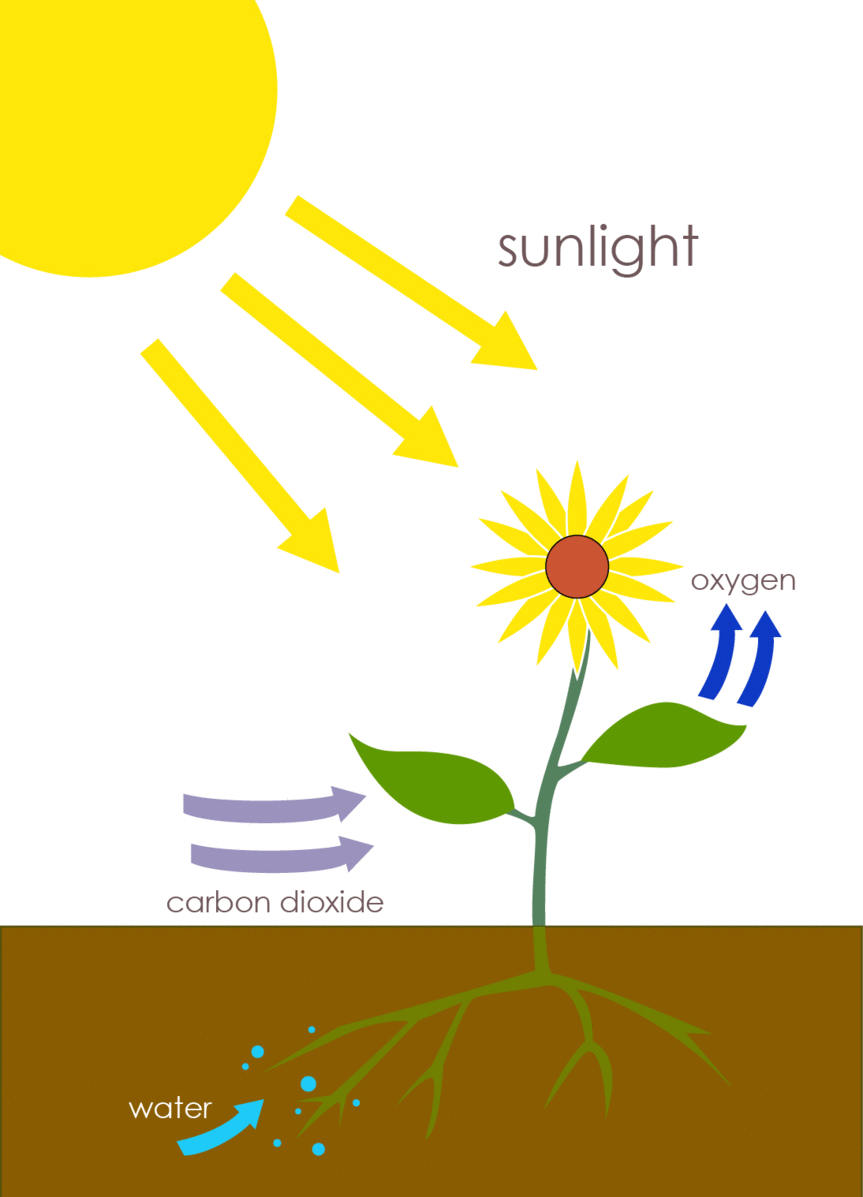 sunlight
oxygen
carbon dioxide
water